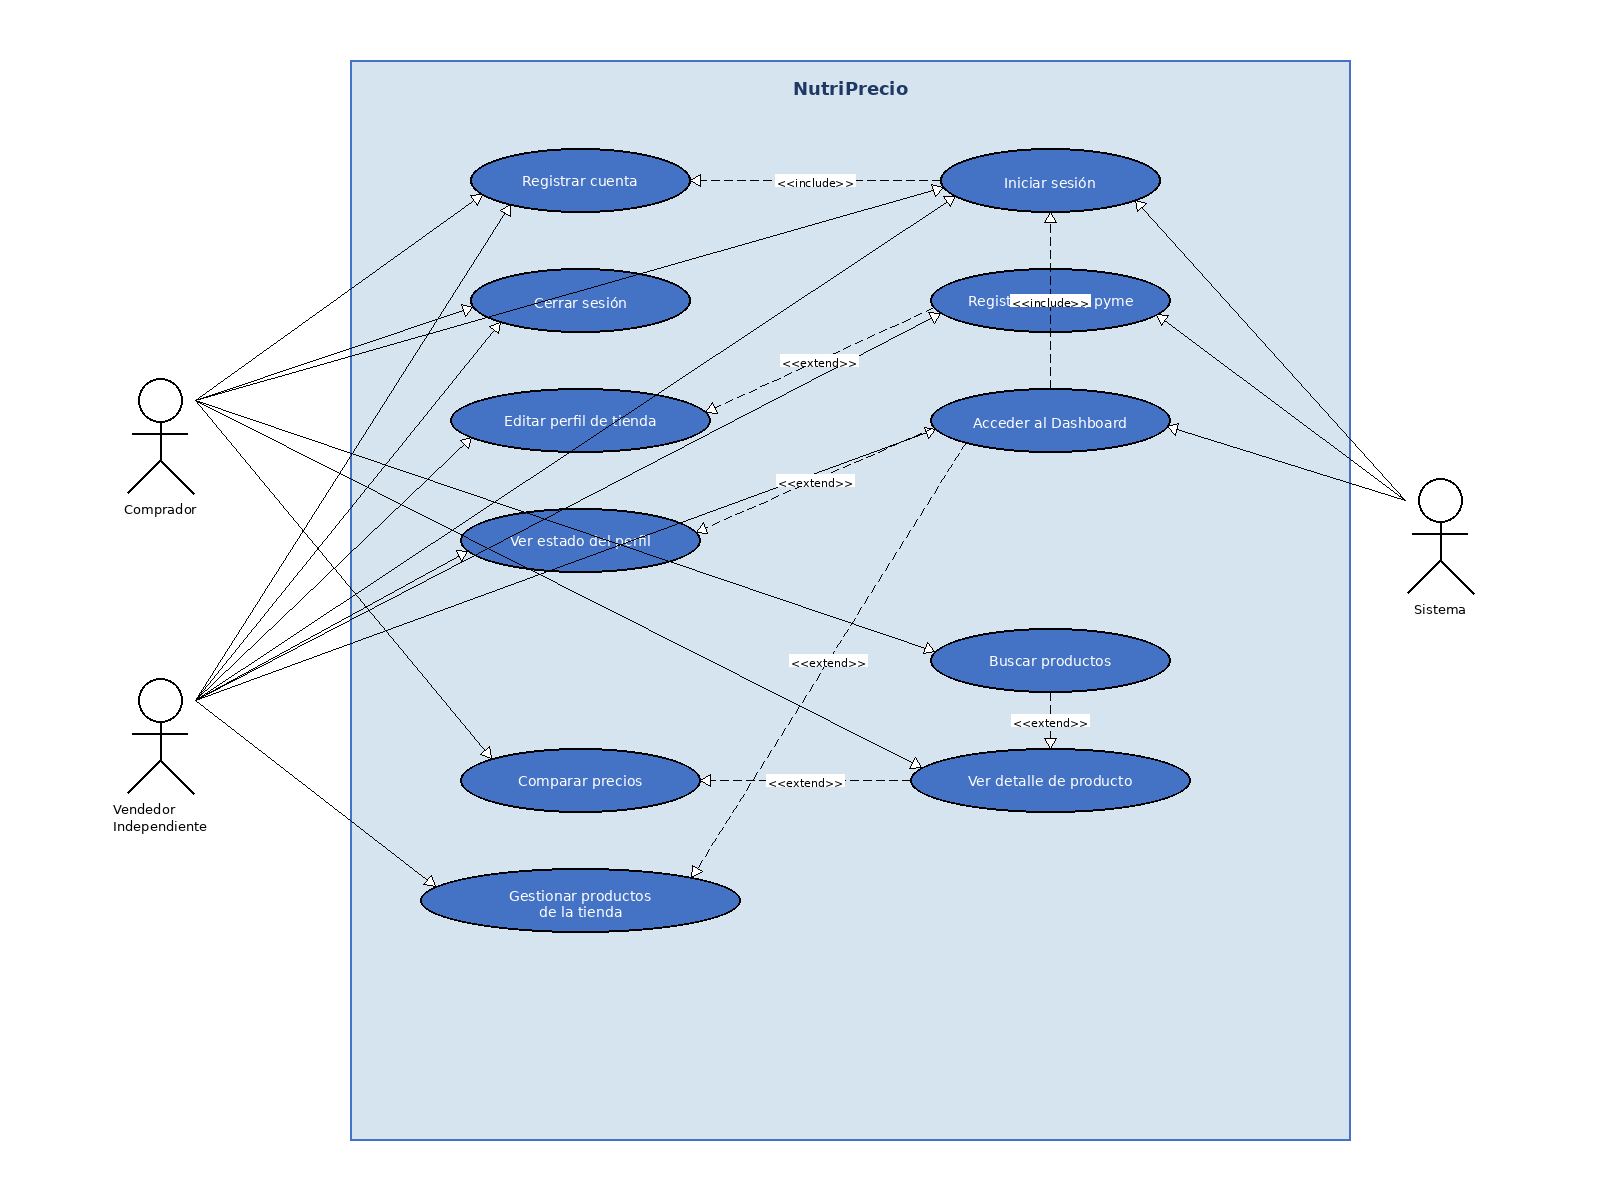 NutriPrecio
Registrar cuenta
<<include>>
Iniciar sesión
Cerrar sesión
Regist
<<include>>
pyme
<<extend>>
Editar perfil de tienda
Acceder al Dashboard
<<extend>>
Comprador
Ver estado del perfil
Sistema
<<extend>>
Buscar productos
<<extend>>
Comparar precios
<<extend>>
Ver detalle de producto
Vendedor
Independiente
Gestionar productos
de la tienda